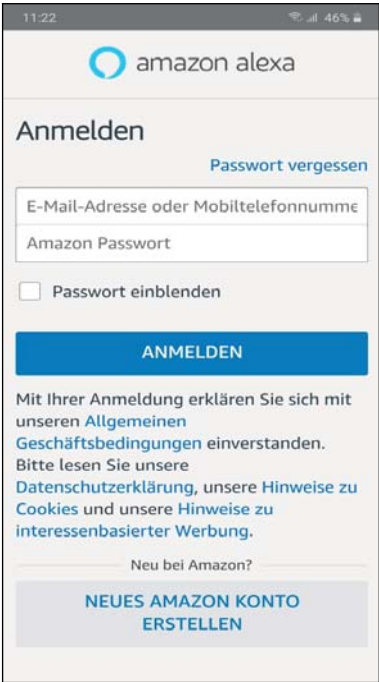 11:22 46%
amazon alexa
Anmelden
Passwort vergessen
E-Mail-Adresse oder Mobiltelefonnumme
Amazon Passwort
Passwort einblenden
ANMELDEN
Mit Ihrer Anmeldung erklären Sie sich mit
unseren Allgemeinen
Geschäftsbedingungen einverstanden.
Bitte lesen Sie unsere
Datenschutzerklärung, unsere Hinweise zu
Cookies und unsere Hinweise zu
interessenbasierter Werbung.
Neu bei Amazon?
NEUES AMAZON KONTO
ERSTELLEN